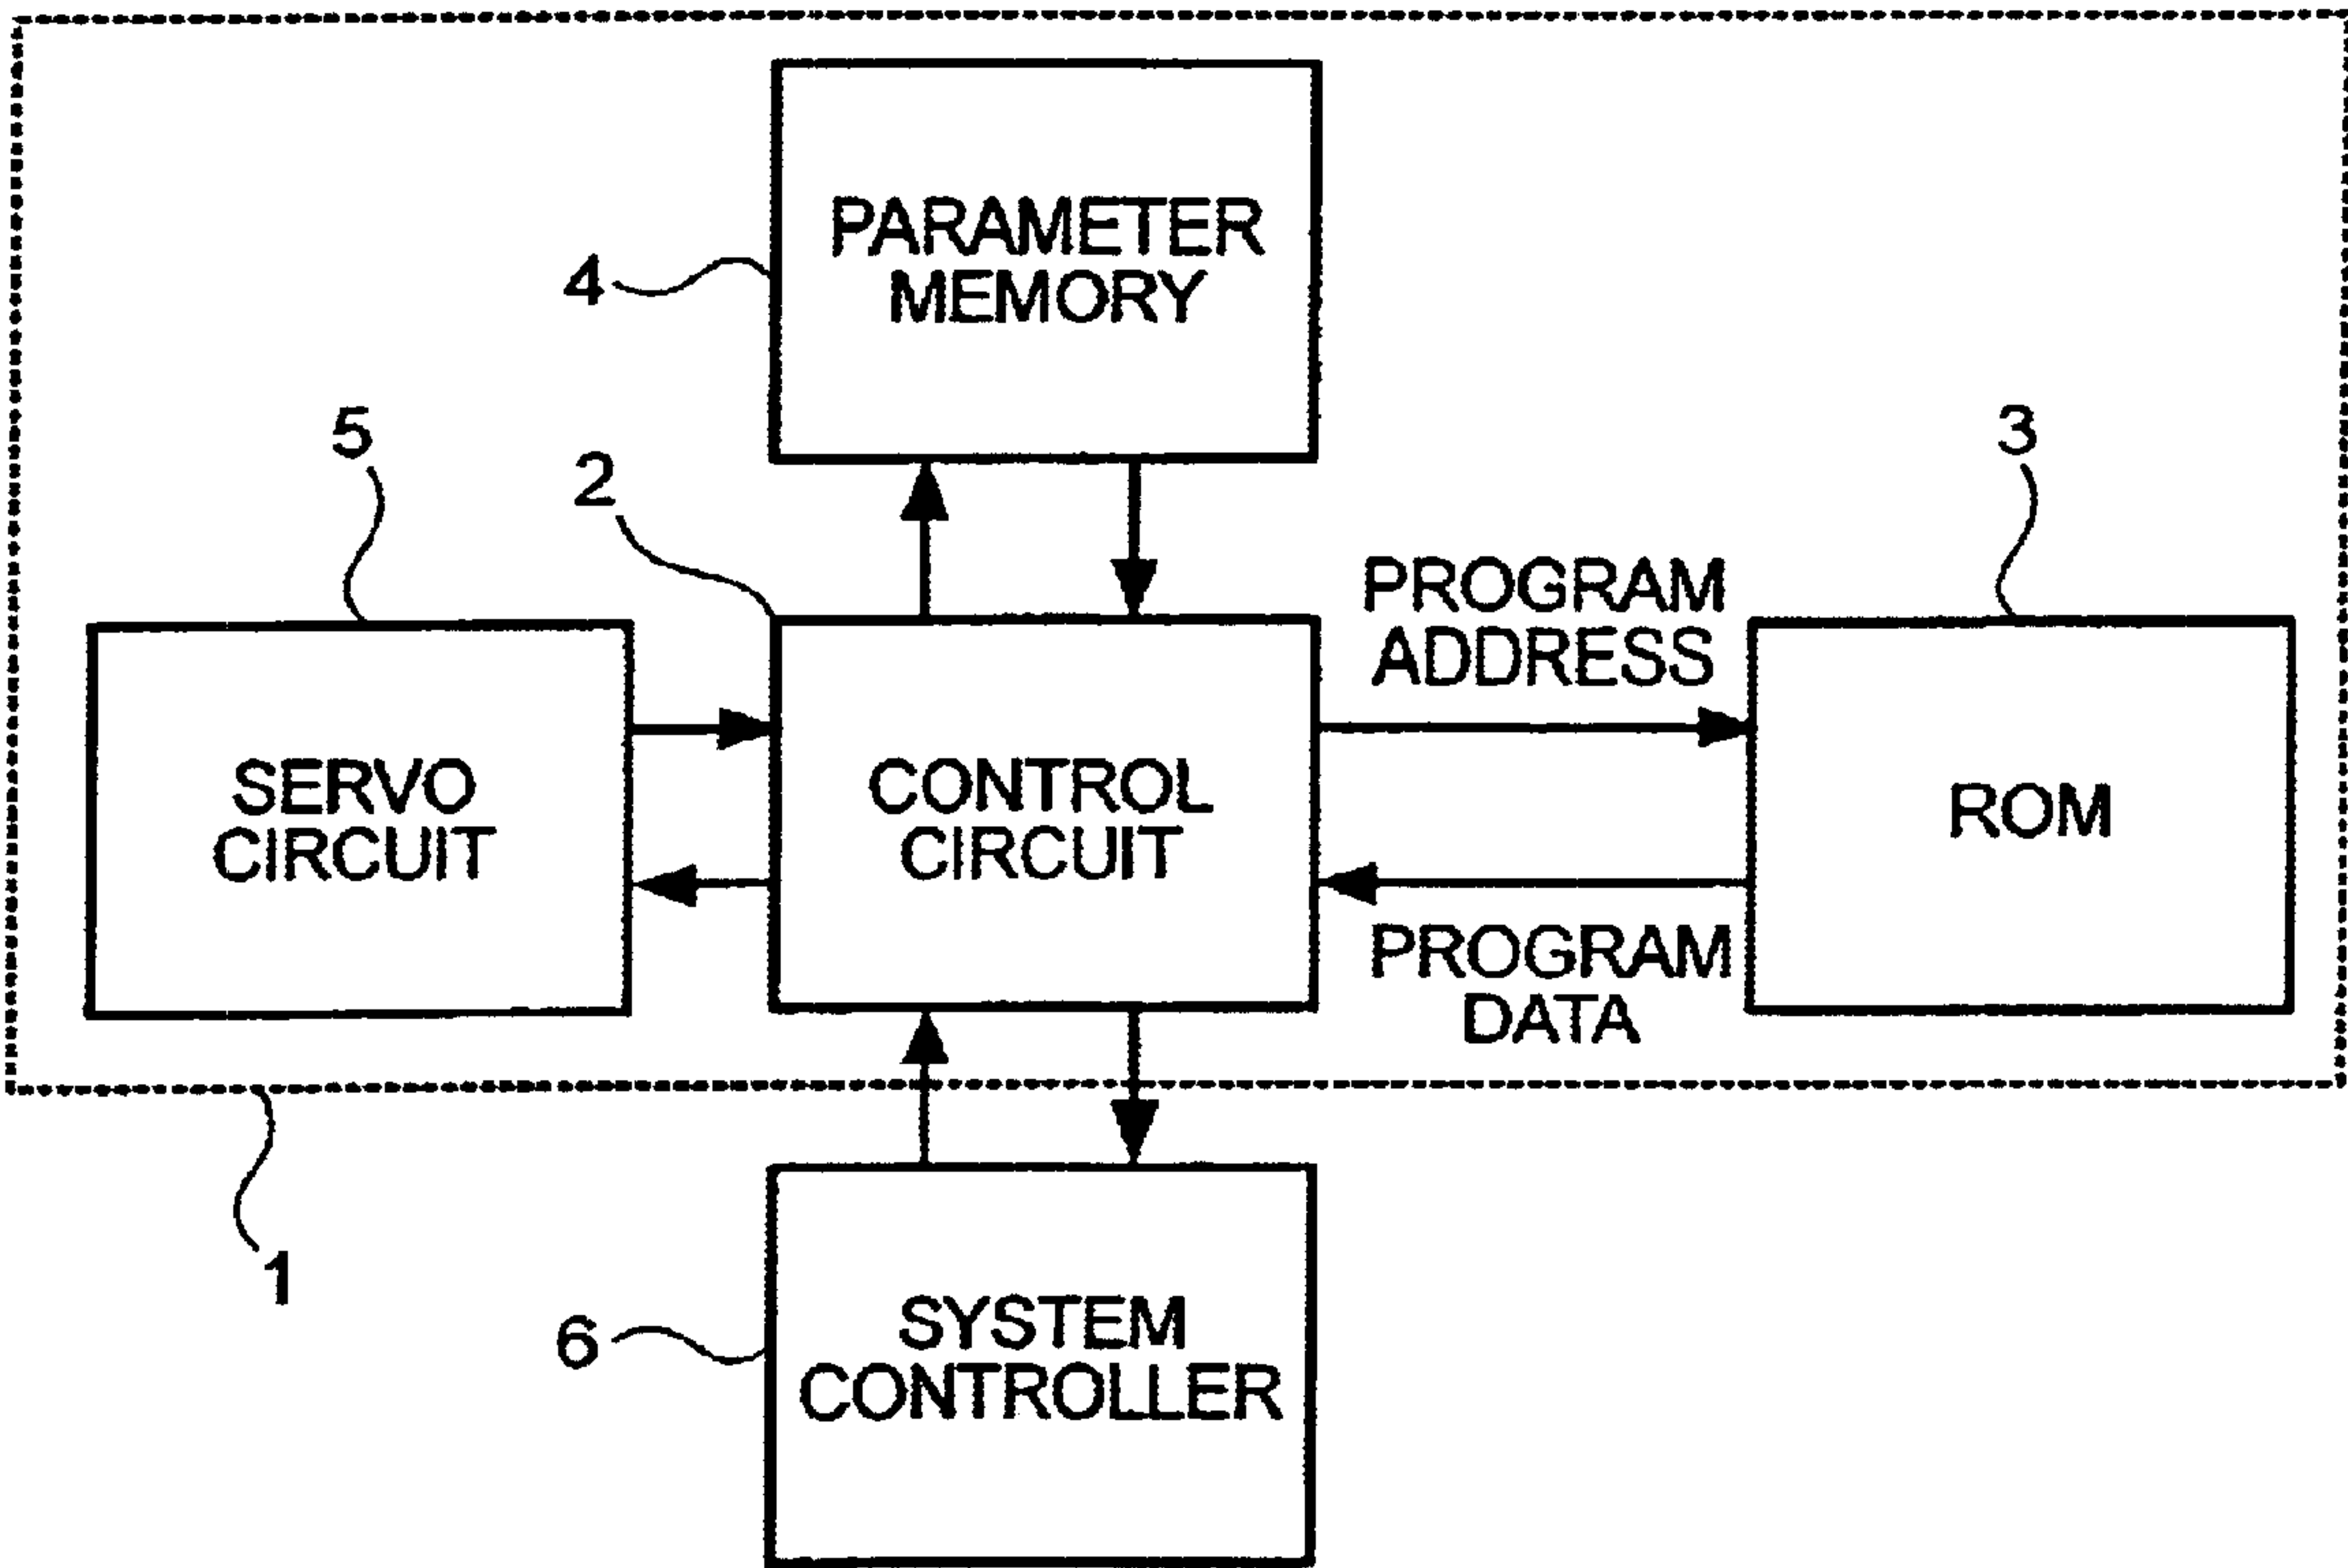 PARAMETER
MEMORY
4
5
2
3
PROGRAM
ADDRESS
SERVO
CIRCUIT
CONTROL
CIRCUIT
ROM
PROGRAM
DATA
1
6
SYSTEM
CONTROLLER